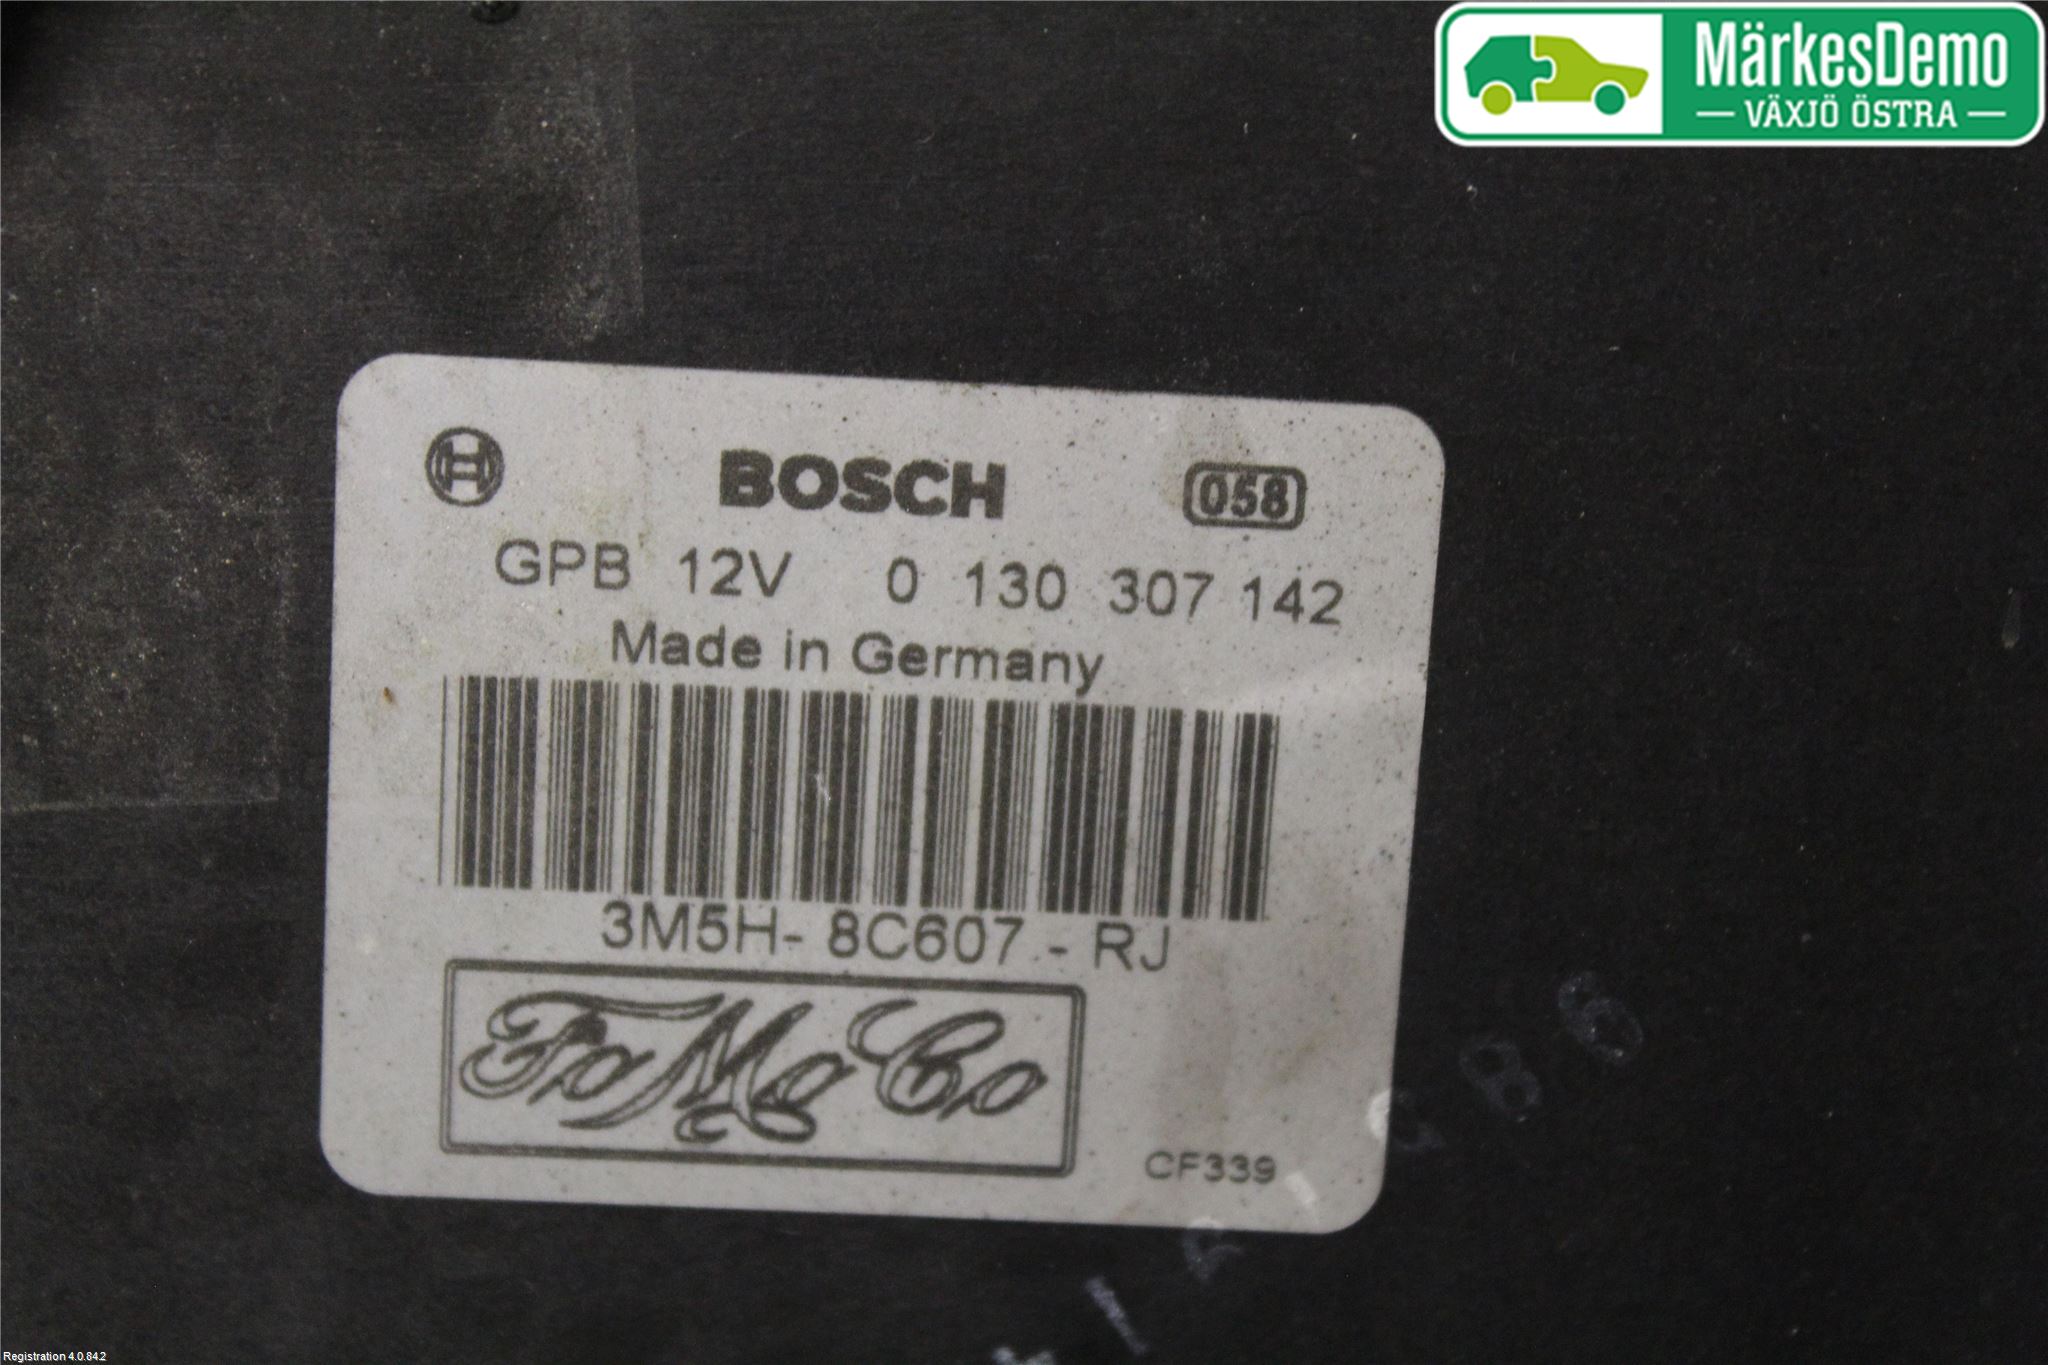 MärkesDemo
— VÄXJÖ ÖSTRA —
BOSCH 058
GPB 12V 0 130 307 142
Made in Germany
3M5H- 8C607 - RJ
FoMoCo
CF339
Registration 4.0.84.2